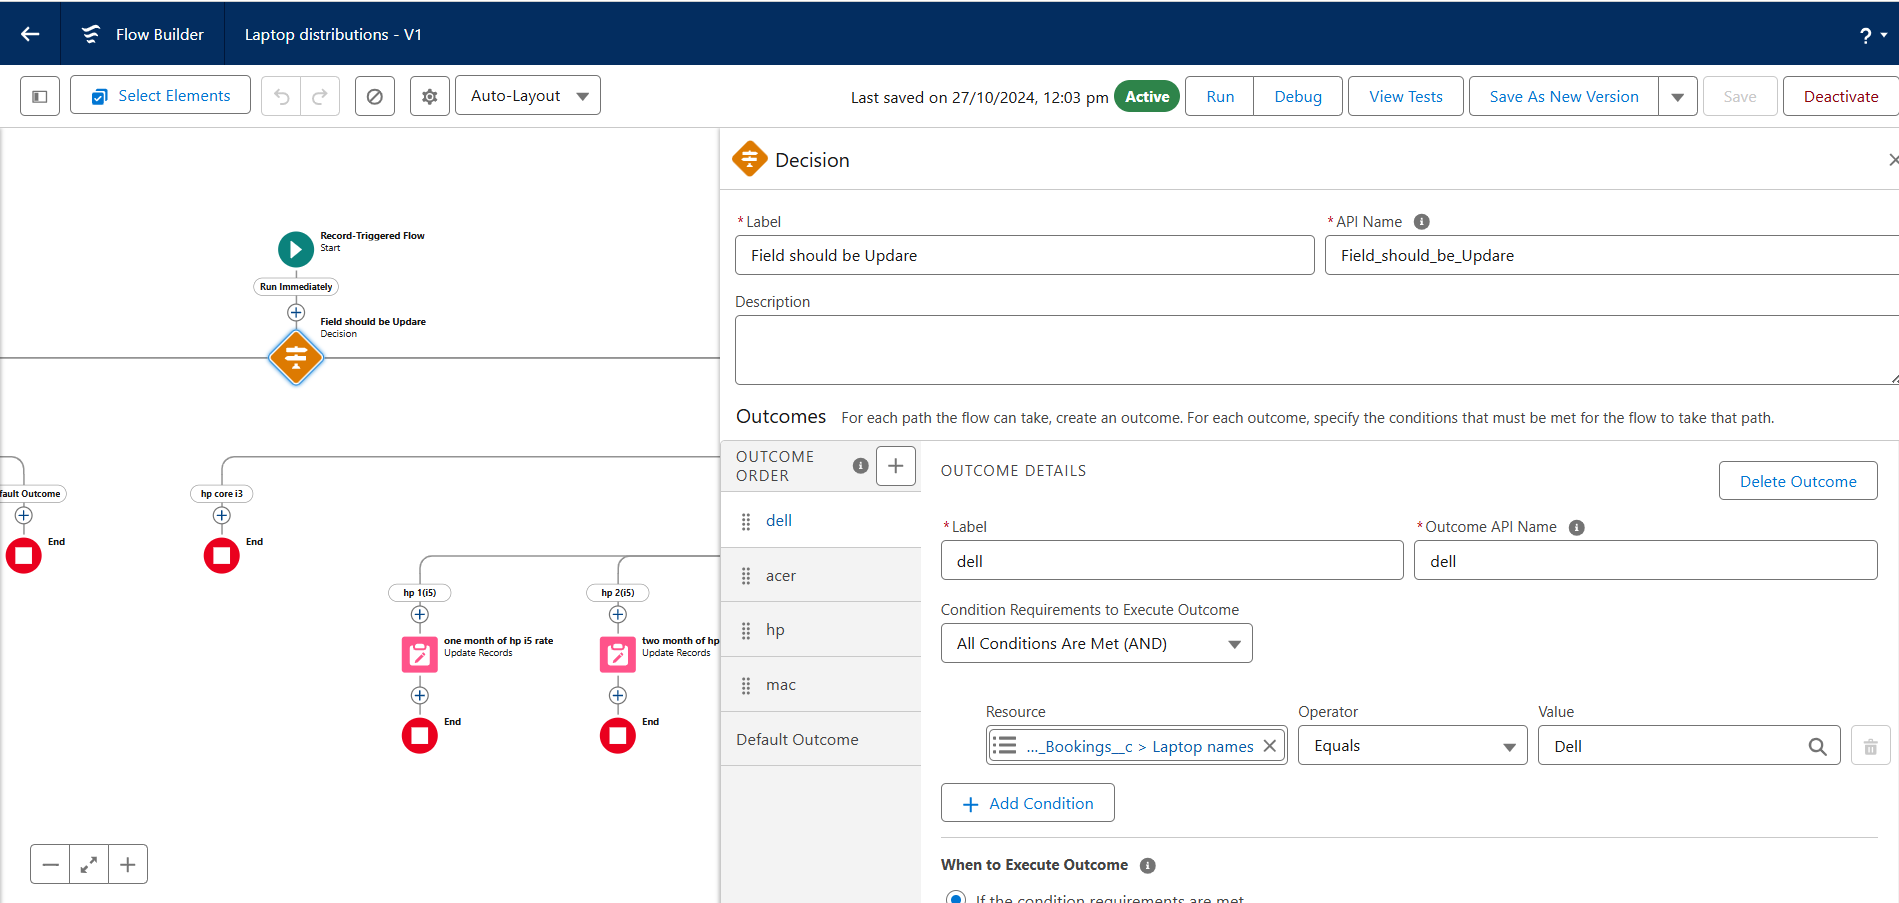 Flow Builder
Laptop distributions - V1
?
Select Elements
Auto-Layout
Last saved on 27/10/2024, 12:03 pm
Active
Run
Debug
View Tests
Save As New Version
Save
Deactivate
Record-Triggered Flow
Start
Run Immediately
Field should be Updare
Decision
fault Outcome
End
hp core i3
End
hp 1(i5)
one month of hp i5 rate
Update Records
End
hp 2(i5)
two month of hp
Update Records
End
Decision
*Label
Field should be Updare
*API Name
Field_should_be_Updare
Description
Outcomes
For each path the flow can take, create an outcome. For each outcome, specify the conditions that must be met for the flow to take that path.
OUTCOME
ORDER
dell
acer
hp
mac
Default Outcome
OUTCOME DETAILS
Delete Outcome
*Label
dell
*Outcome API Name
dell
Condition Requirements to Execute Outcome
All Conditions Are Met (AND)
Resource
..._Bookings__c > Laptop names
Operator
Equals
Value
Dell
Add Condition
When to Execute Outcome
If the condition requirements are met